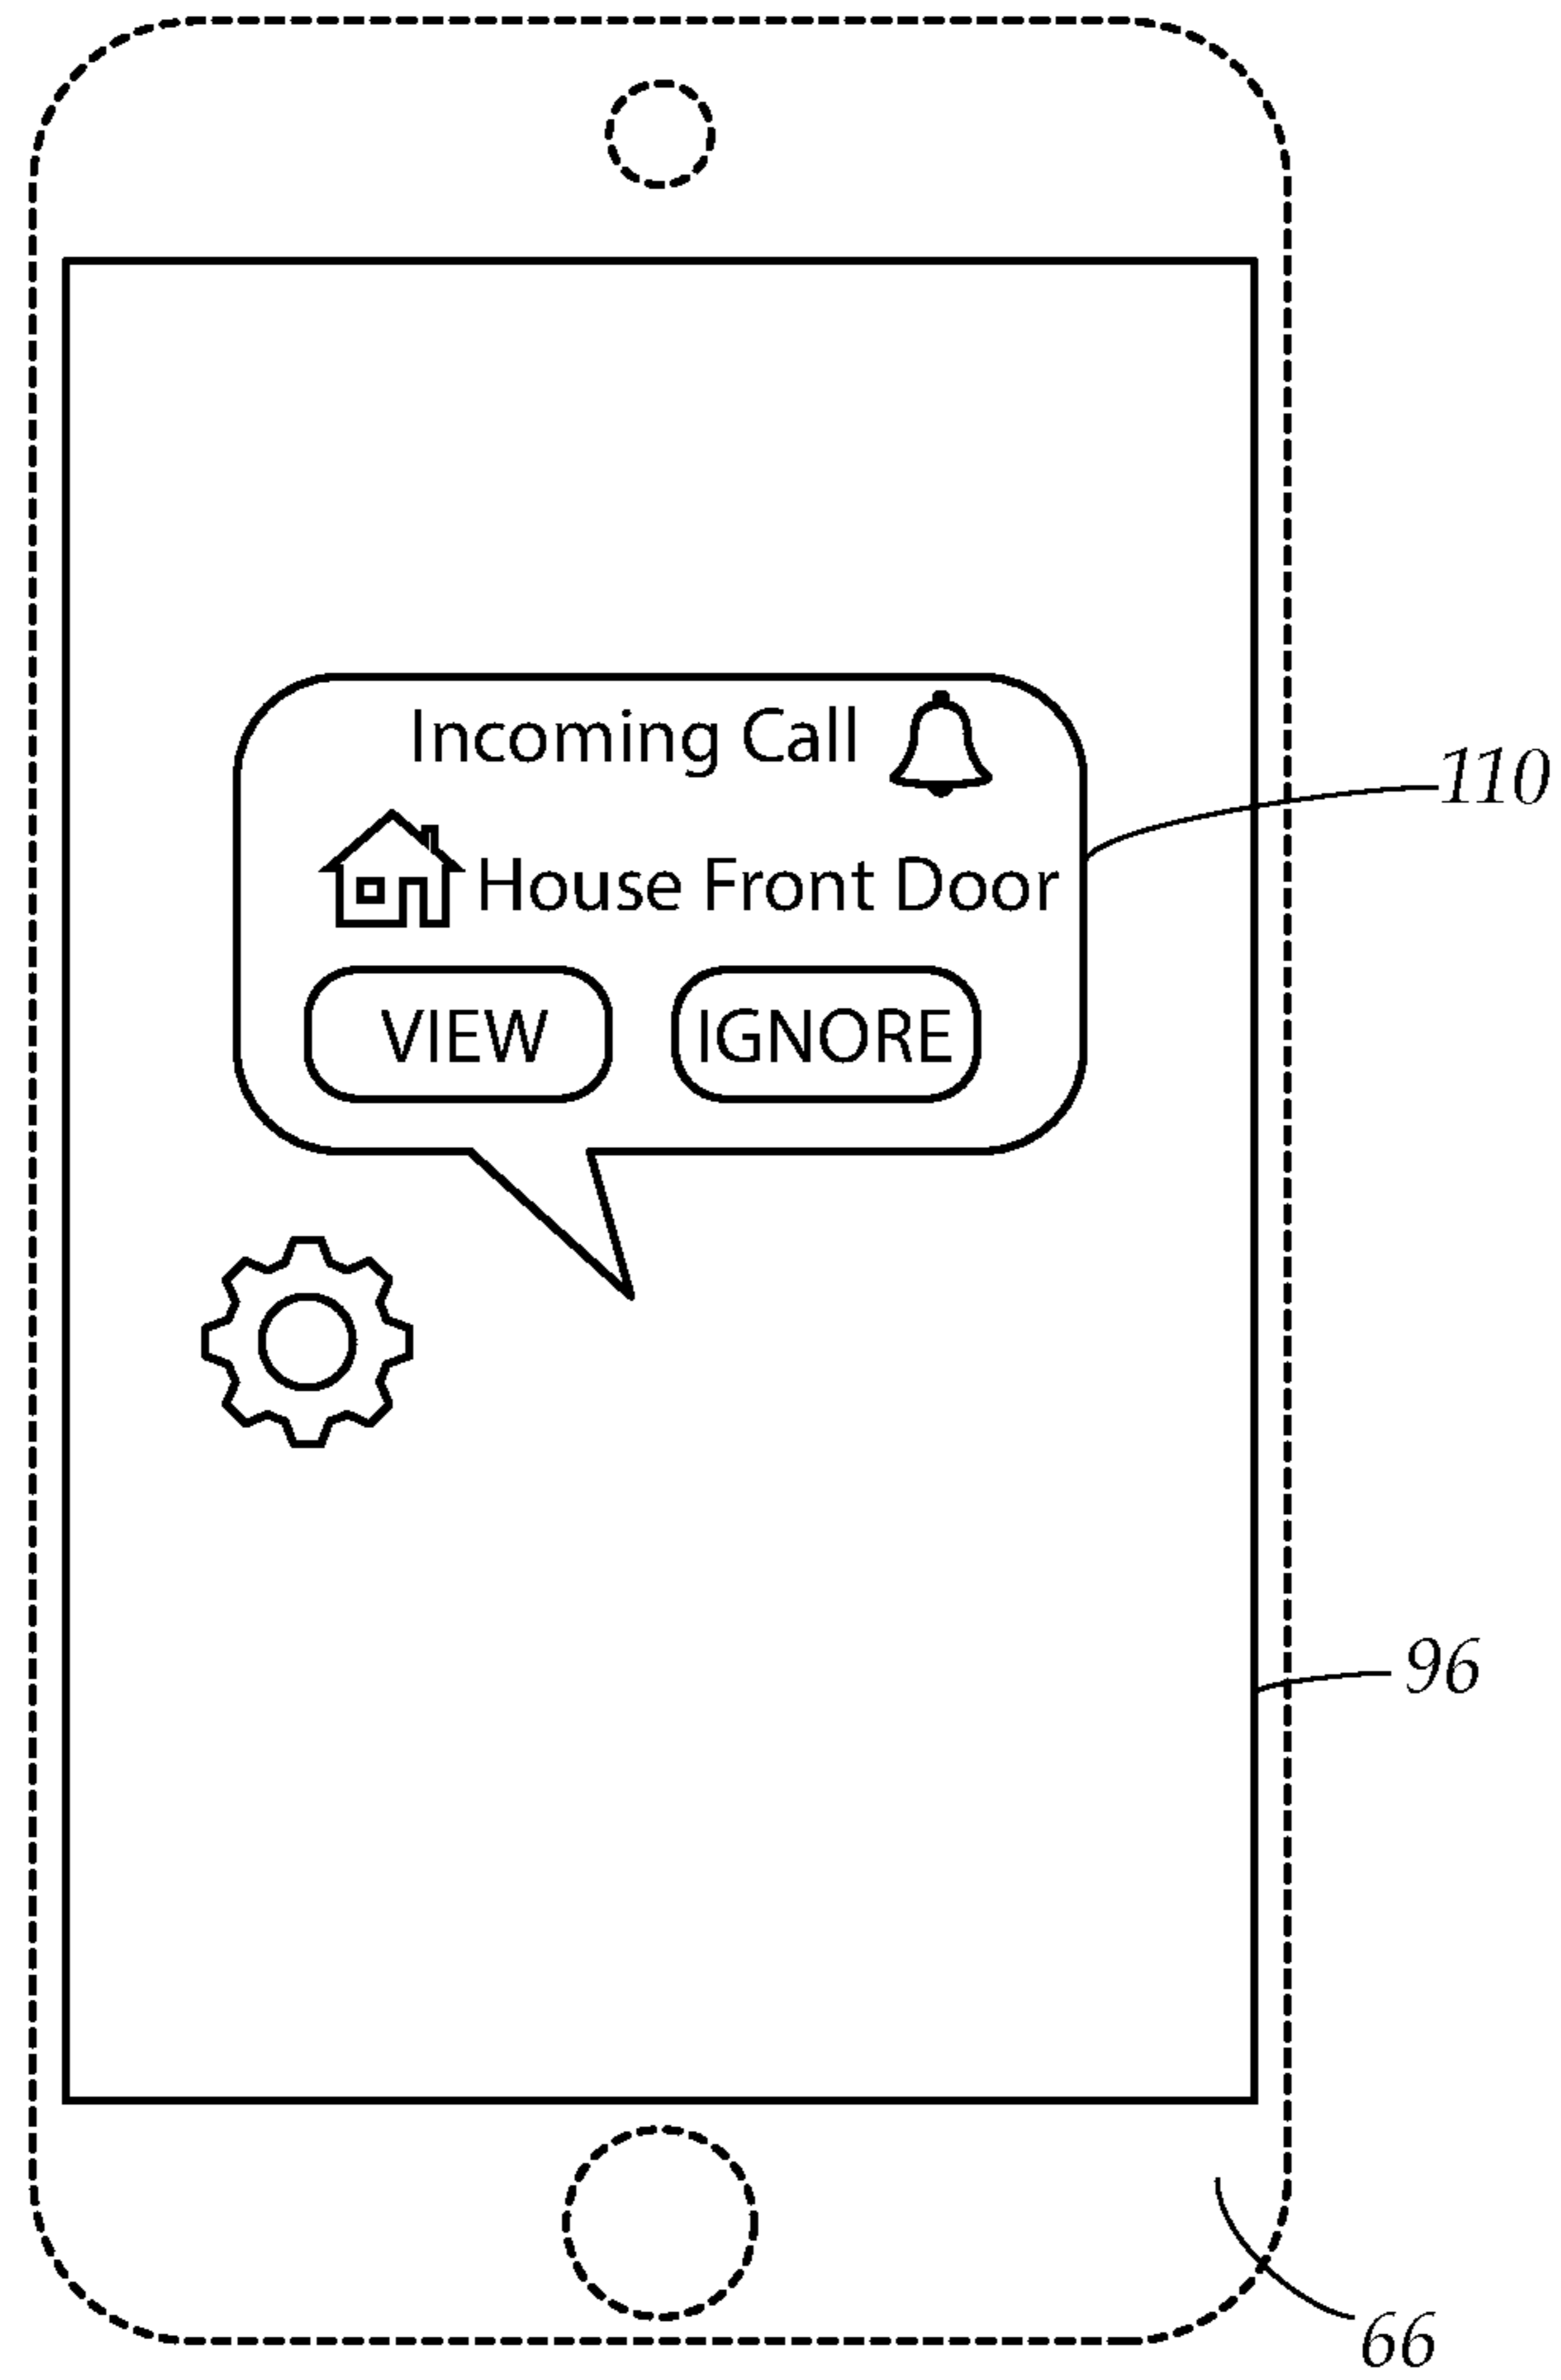 Incoming Call
110
House Front Door
VIEW IGNORE
96
66